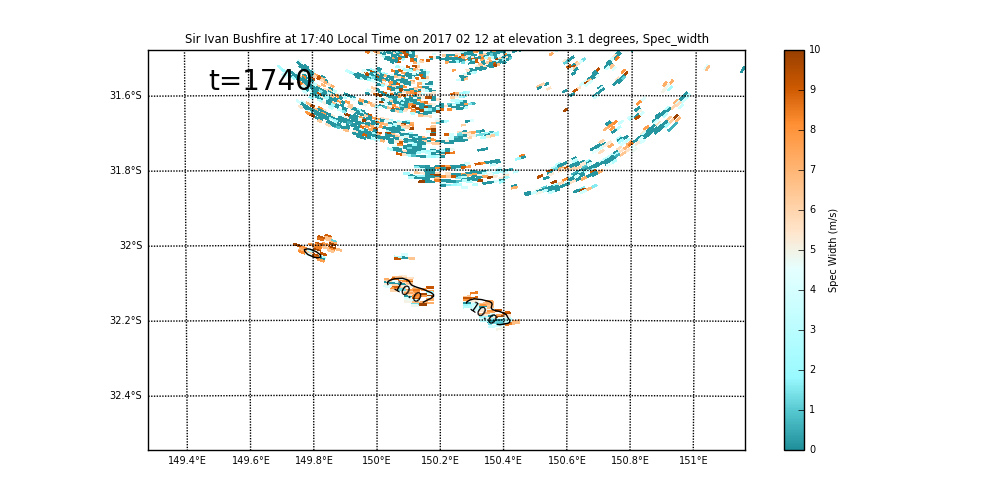 Sir Ivan Bushfire at 17:40 Local Time on 2017 02 12 at elevation 3.1 degrees, Spec_width
t=1740
31.6°S
31.8°S
32°S
32.2°S
32.4°S
10.0
10.0
149.4°E 149.6°E 149.8°E 150°E 150.2°E 150.4°E 150.6°E 150.8°E 151°E
10
9
8
7
6
5
4
3
2
1
0
Spec Width (m/s)